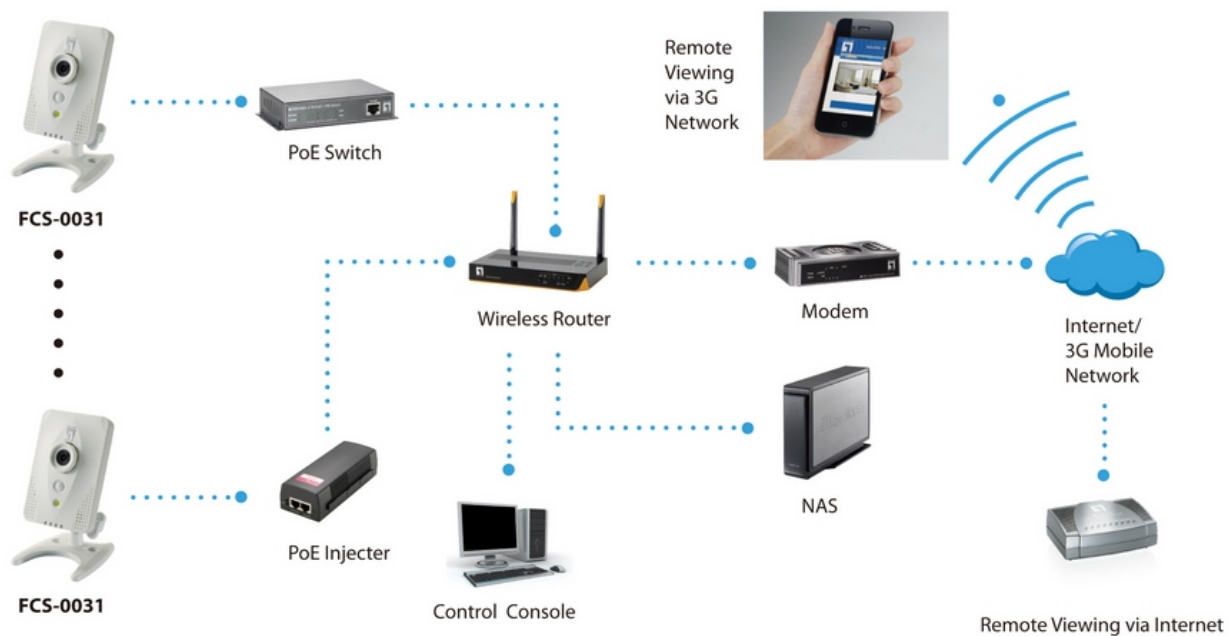 Remote
Viewing
via 3G
Network
PoE Switch
FCS-0031
Wireless Router
Modem
Internet/
3G Mobile
Network
PoE Injecter
NAS
FCS-0031
Control Console
Remote Viewing via Internet